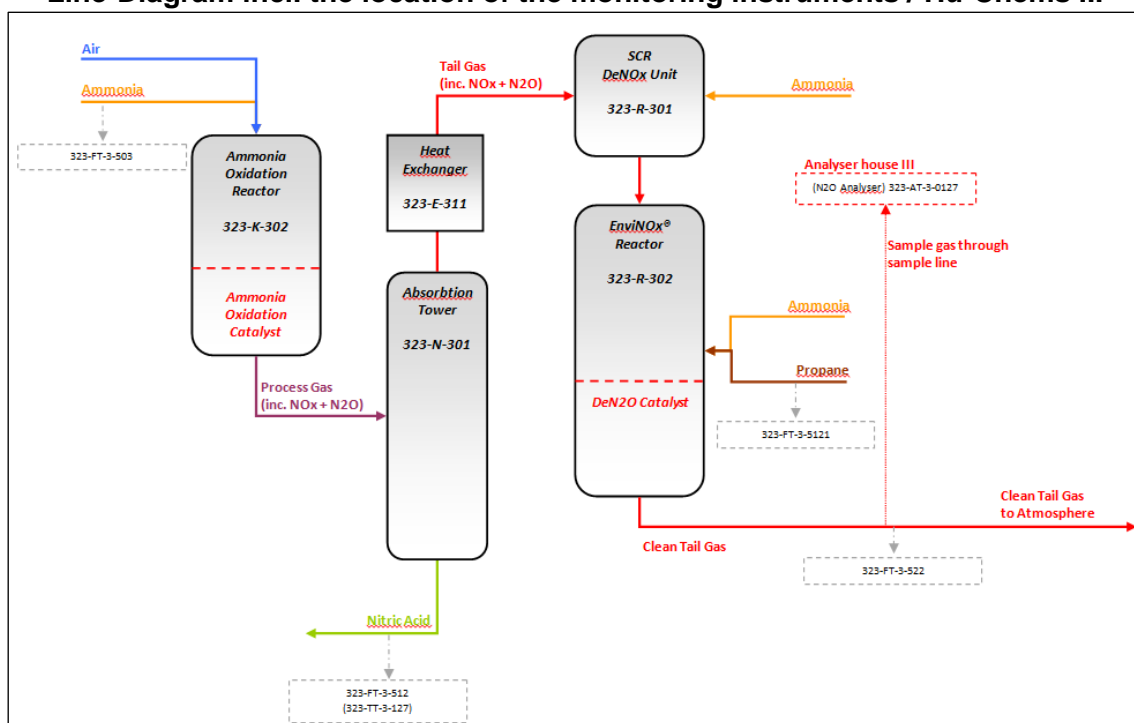 Line Diagram incl. the location of the monitoring instruments / Hu-Chems III
Air
Ammonia
323-FT-3-503
Ammonia
Oxidation
Reactor
323-K-302
Ammonia
Oxidation
Catalyst
Process Gas
(inc. NOx + N2O)
Tail Gas
(inc. NOx + N2O)
Heat
Exchanger
323-E-311
Absorbtion
Tower
323-N-301
Nitric Acid
323-FT-3-512
(323-TT-3-127)
SCR
DeNOx Unit
323-R-301
Ammonia
EnviNOx®
Reactor
323-R-302
DeN2O Catalyst
Ammonia
Propane
323-FT-3-5121
Analyser house III
(N2O Analyser) 323-AT-3-0127
Sample gas through
sample line
Clean Tail Gas
Clean Tail Gas
to Atmosphere
323-FT-3-522